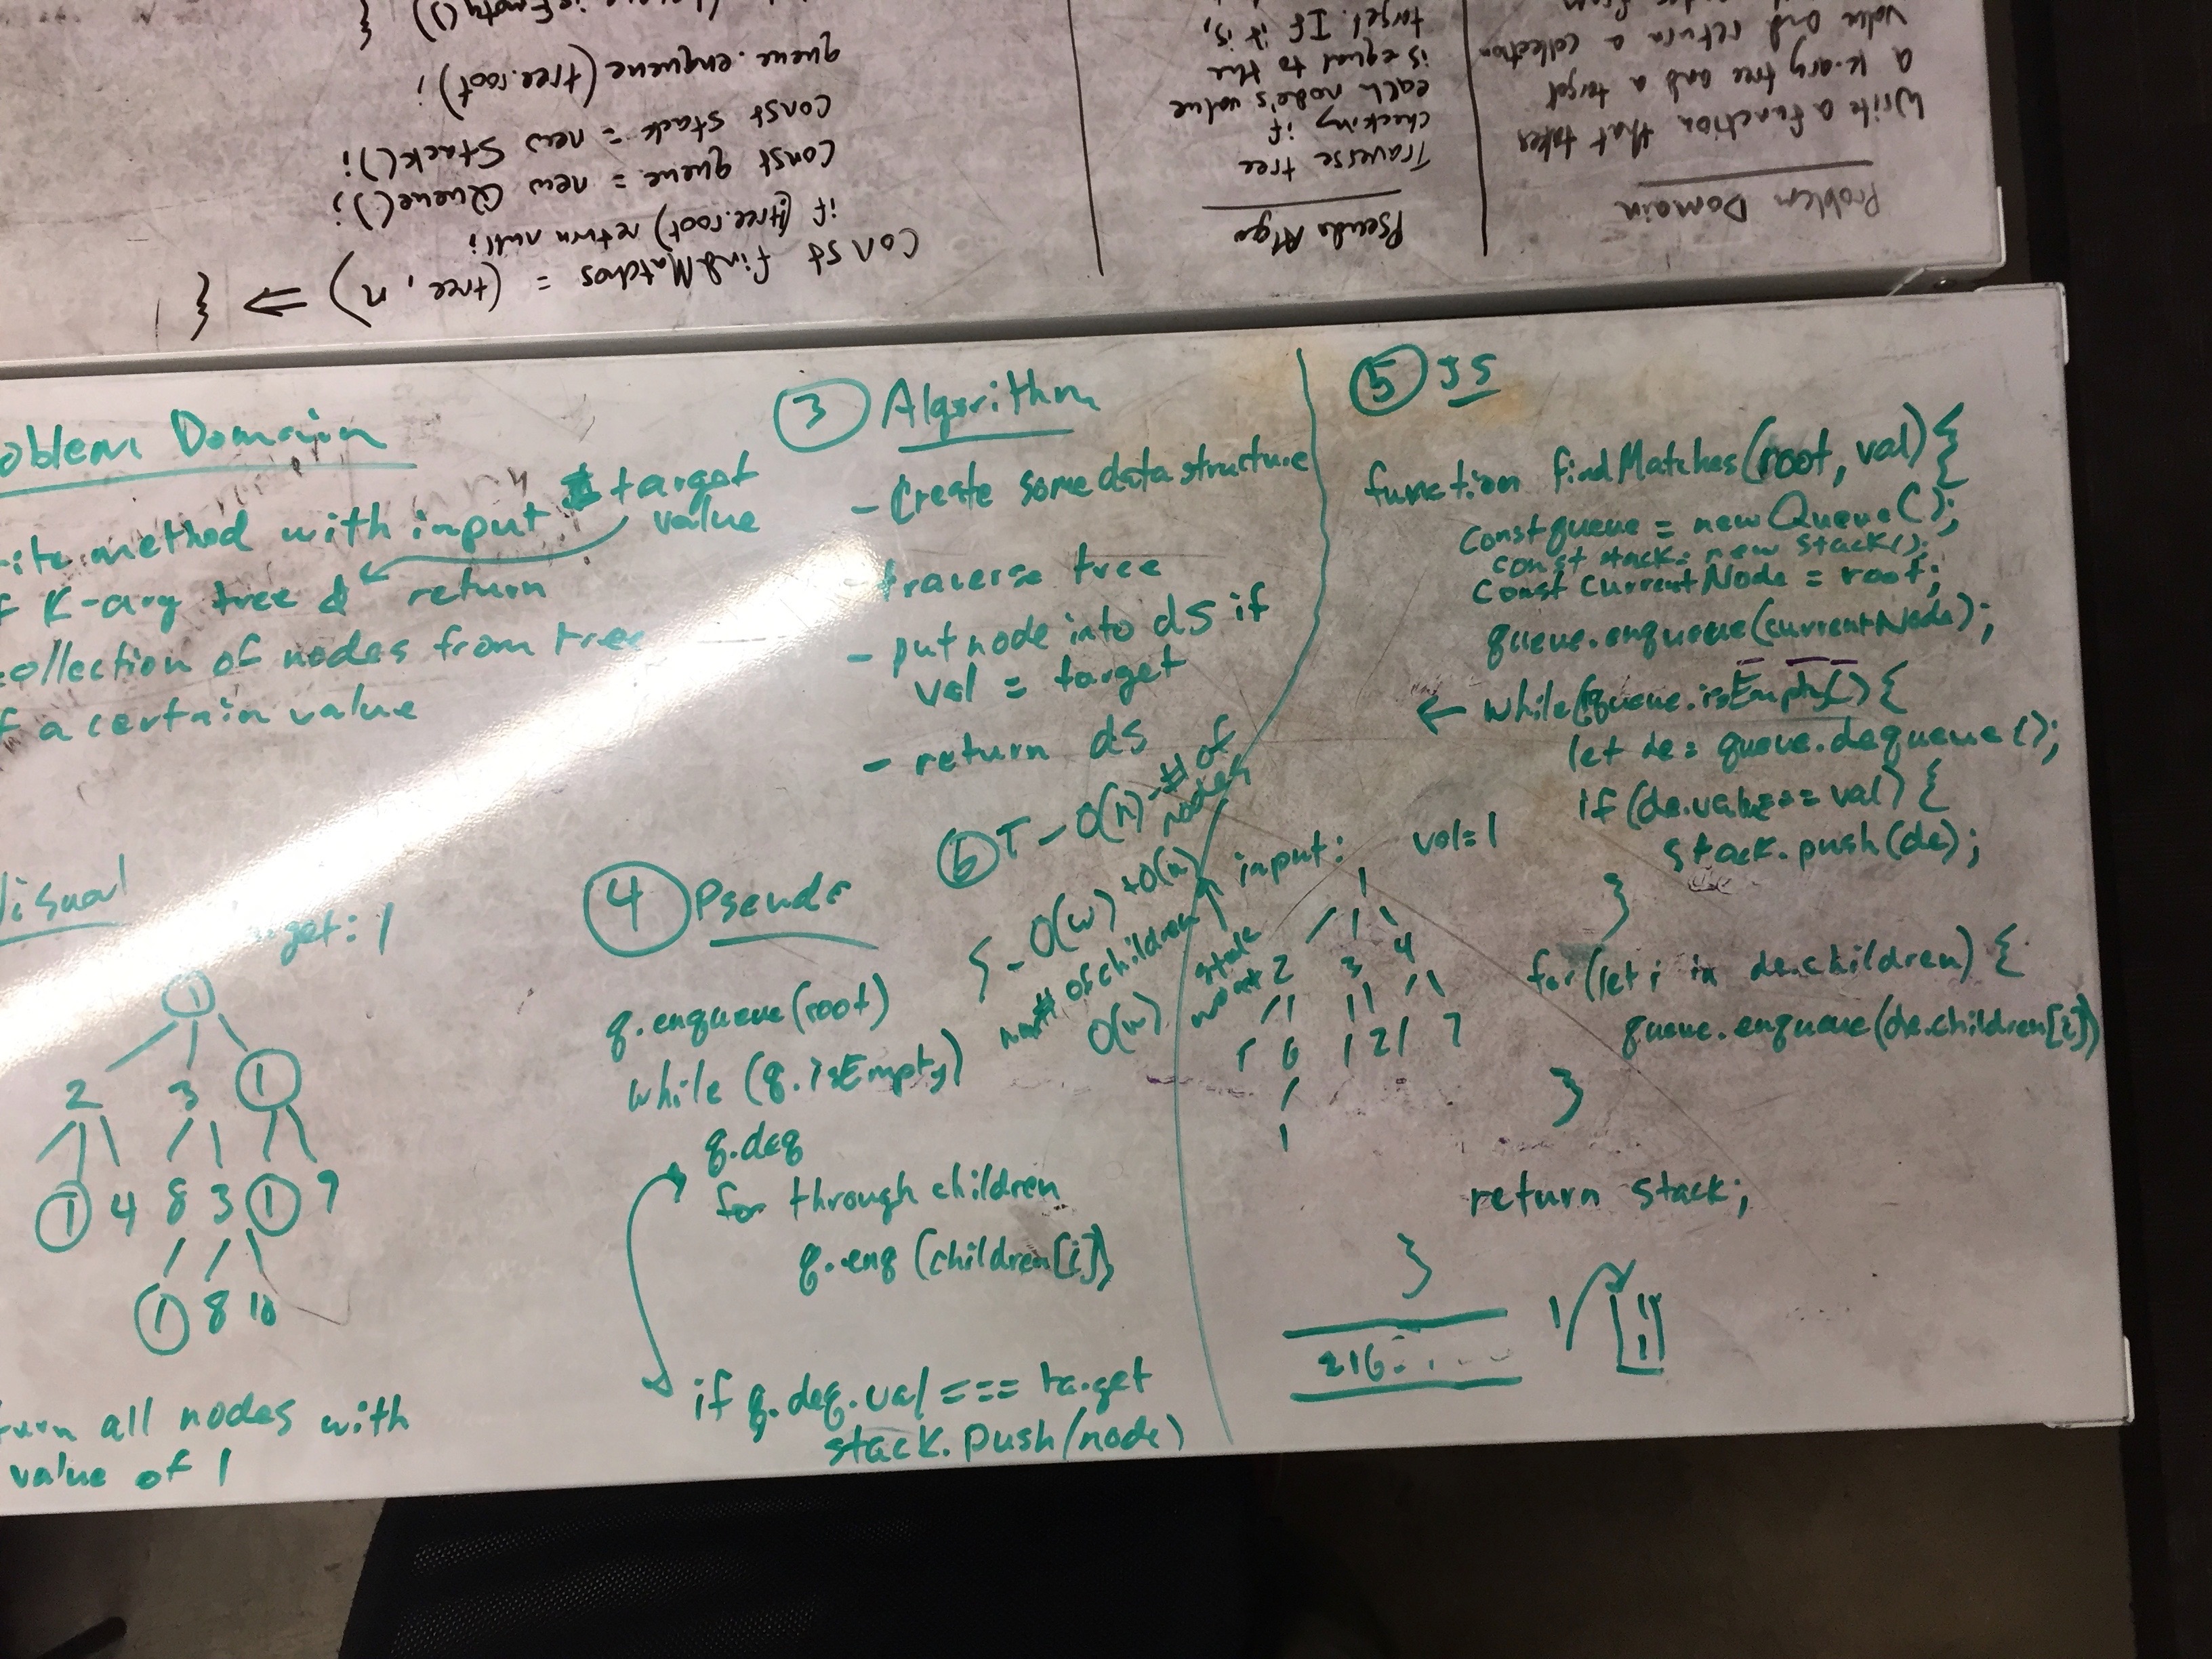 Problem Domain
Write a function that takes
a k-ary tree and a target
value and return a collection
Pseudo Algo
Traverse tree
checking if
each node's value
is equal to the
target. If it is,
const findMatches = (tree, n) => {
if (!tree.root) return null;
const queue = new Queue();
const stack = new Stack();
queue.enqueue(tree.root);
isEmpty()) {
oblem Domain
rite method with input target
value
f K-ary tree & return
collection of nodes from tree
f a certain value
Visual
get: 1
1
2 3 1
1 4 8 3 1 9
1 8 10
turn all nodes with
value of 1
3 Algorithm
- Create some data structure
- traverse tree
- put node into ds if
val = target
- return ds
4 Pseudo
q.enqueue(root)
while (q.isEmpty)
q.deq
for through children
q.enq (children[i])
if q.deq.val === target
stack.push(node)
6 T - O(n) - # of
nodes
S - O(w) + O(n)
# of children
stack
O(w)
input: val=1
1
2 3 4
1 6 1 2 1 7
1
5 JS
function findMatches(root, val) {
const queue = new Queue();
const stack = new Stack();
const currentNode = root;
queue.enqueue(currentNode);
← while(!queue.isEmpty()) {
let de = queue.dequeue();
if (de.value === val) {
stack.push(de);
}
for (let i in de.children) {
queue.enqueue(de.children[i])
}
return stack;
}
216
1